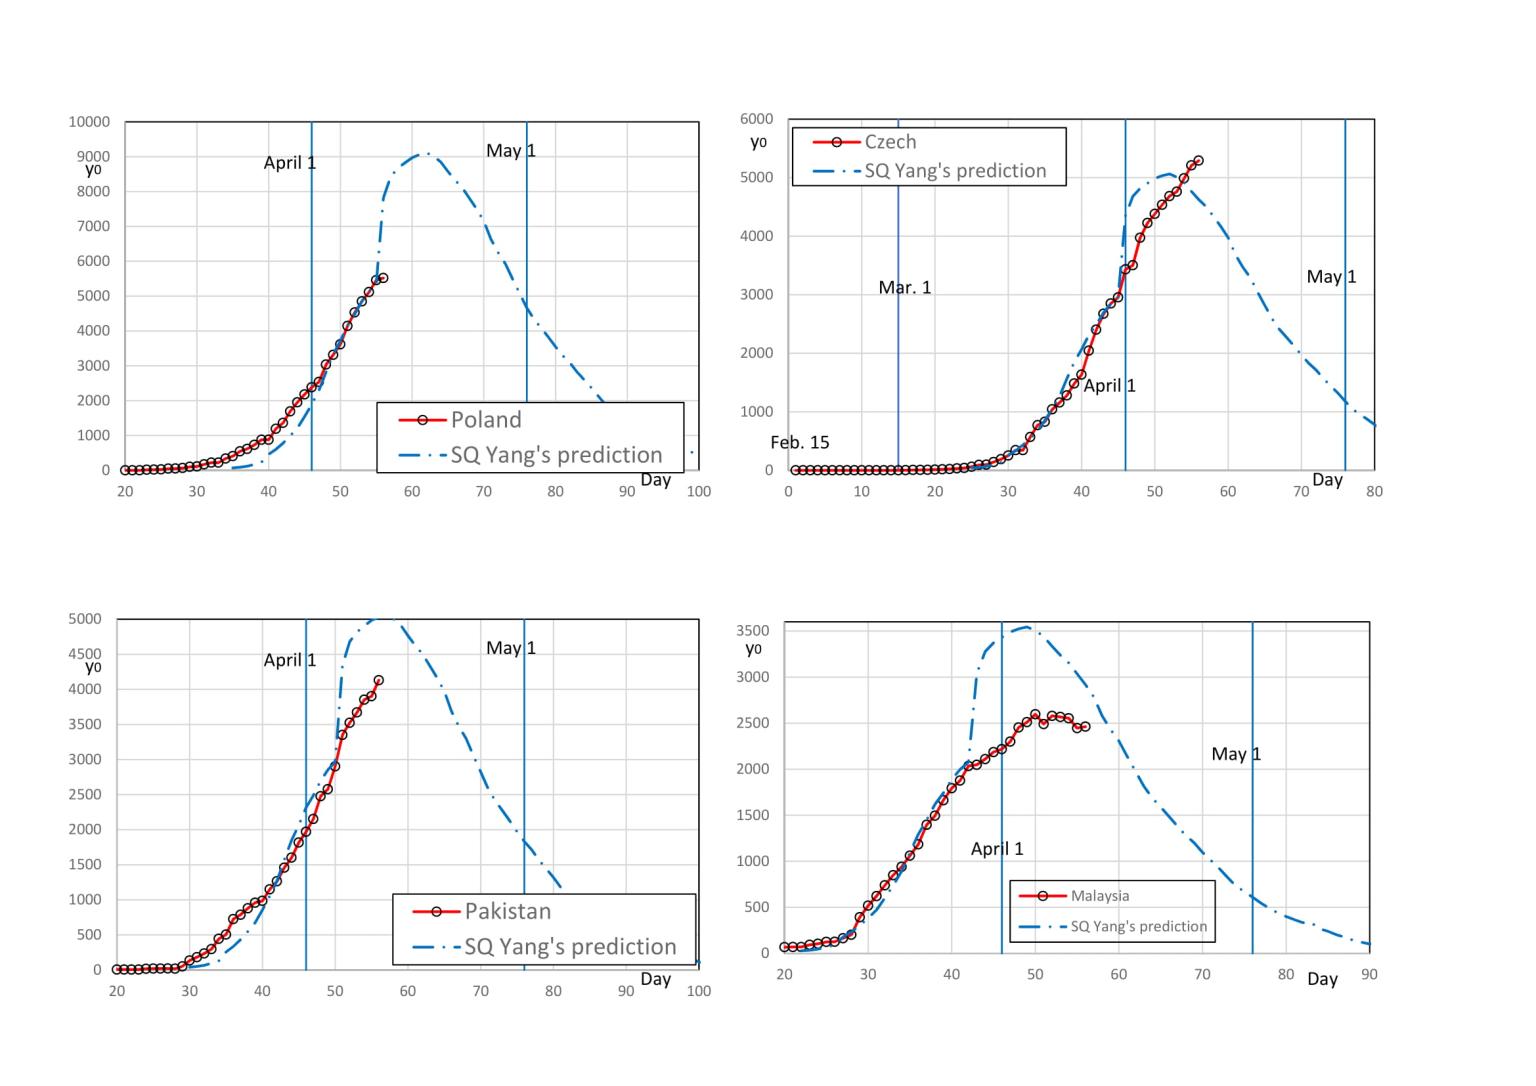 10000
9000
8000
7000
6000
5000
4000
3000
2000
1000
0
y₀
April 1
May 1
Poland
SQ Yang's prediction
Day
20 30 40 50 60 70 80 90 100
6000
5000
4000
3000
2000
1000
0
y₀
Czech
SQ Yang's prediction
Mar. 1
May 1
April 1
Feb. 15
Day
0 10 20 30 40 50 60 70 80
5000
4500
4000
3500
3000
2500
2000
1500
1000
500
0
y₀
April 1
May 1
Pakistan
SQ Yang's prediction
Day
20 30 40 50 60 70 80 90 100
3500
3000
2500
2000
1500
1000
500
0
y₀
May 1
April 1
Malaysia
SQ Yang's prediction
20 30 40 50 60 70 80 Day 90